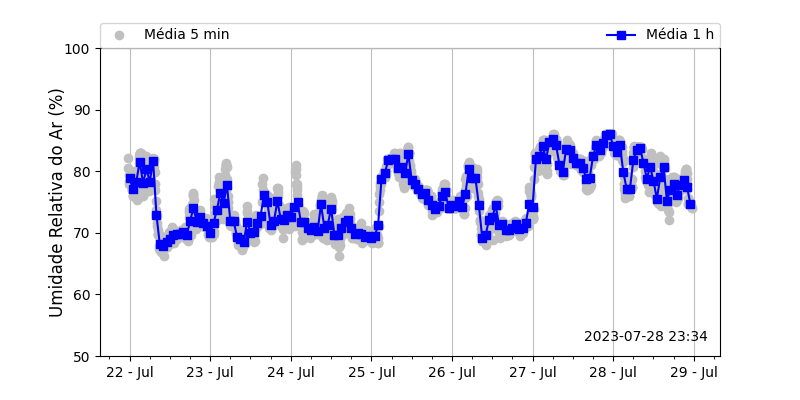 Média 5 min Média 1 h
100
90
80
70
60
50
Umidade Relativa do Ar (%)
2023-07-28 23:34
22 - Jul 23 - Jul 24 - Jul 25 - Jul 26 - Jul 27 - Jul 28 - Jul 29 - Jul